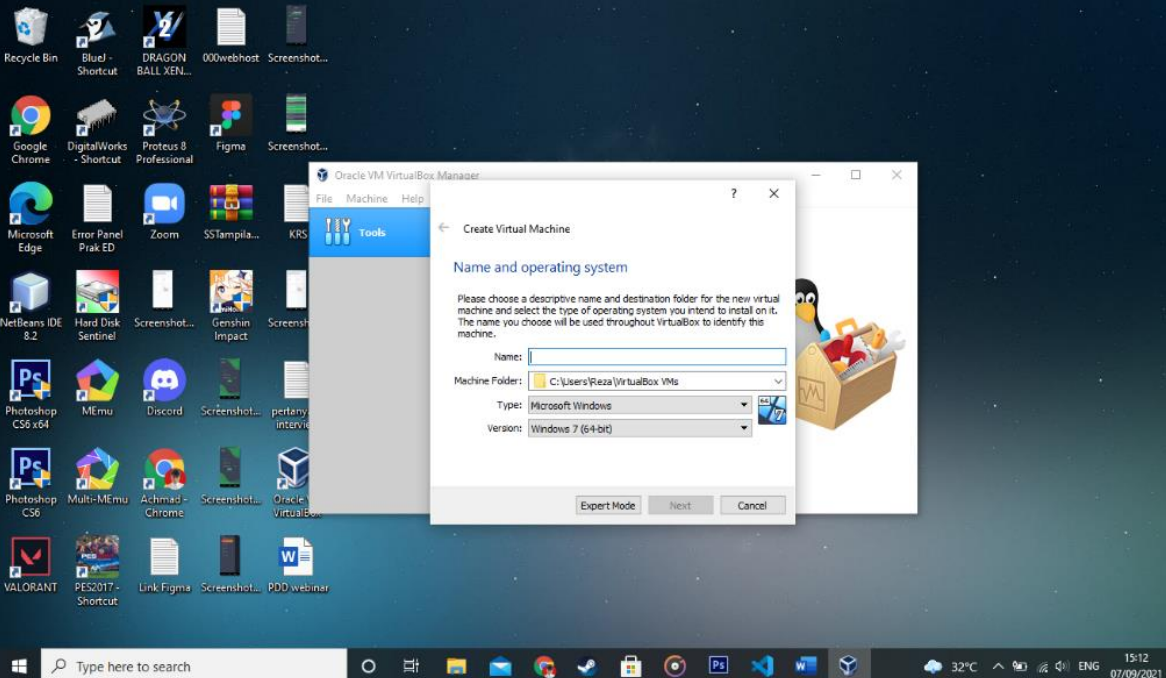 Recycle Bin
BlueJ -
Shortcut
DRAGON
BALL XEN...
000webhost
Screenshot...
Google
Chrome
DigitalWorks
- Shortcut
Proteus 8
Professional
Figma
Screenshot...
Microsoft
Edge
Error Panel
Prak ED
Zoom
SSTampila...
KRS
NetBeans IDE
8.2
Hard Disk
Sentinel
Screenshot...
Genshin
Impact
Screensh
Photoshop
CS6 x64
MEmu
Discord
Screenshot...
pertany
intervie
Photoshop
CS6
Multi-MEmu
Achmad -
Chrome
Screenshot...
Oracle
VirtualBox
VALORANT
PES2017 -
Shortcut
Link Figma
Screenshot...
PDD webinar
Oracle VM VirtualBox Manager
File Machine Help
Tools
?
Create Virtual Machine
Name and operating system
Please choose a descriptive name and destination folder for the new virtual
machine and select the type of operating system you intend to install on it.
The name you choose will be used throughout VirtualBox to identify this
machine.
Name:
Machine Folder: C:\Users\Reza\VirtualBox VMs
Type: Microsoft Windows
Version: Windows 7 (64-bit)
64
7
Expert Mode Next Cancel
Type here to search
Ps
32°C
ENG
15:12
07/09/2021